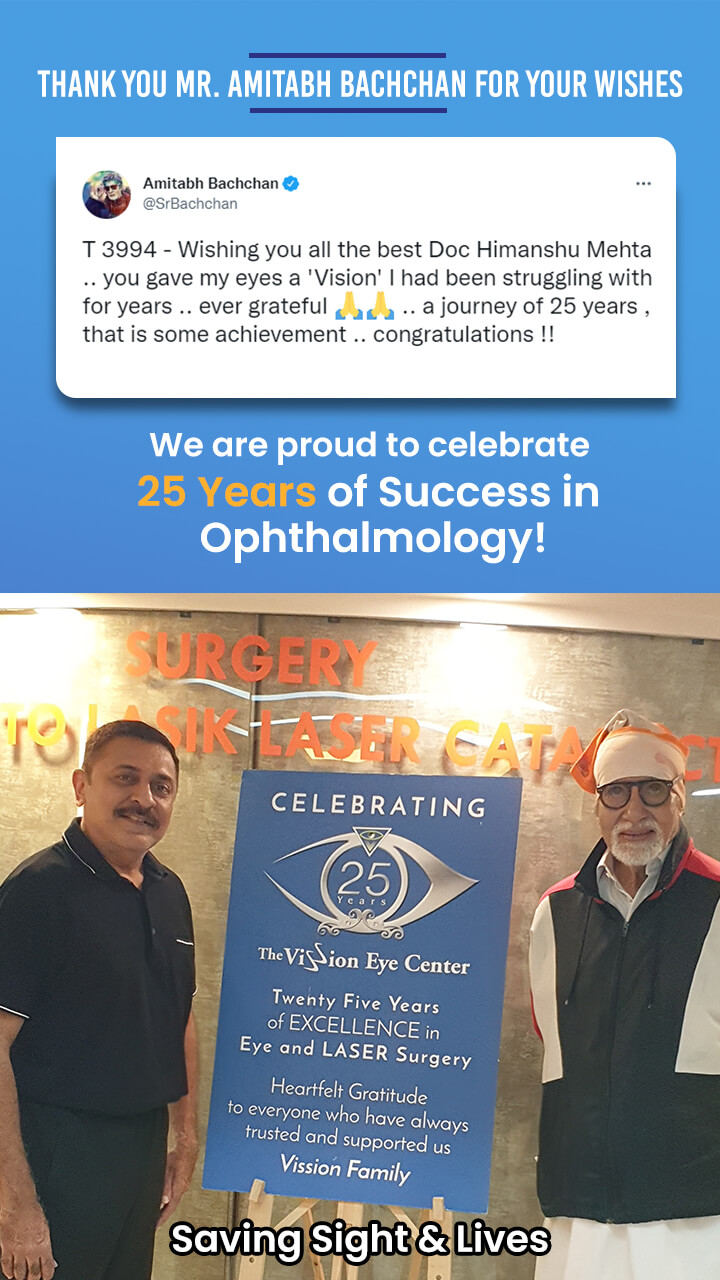 THANK YOU MR. AMITABH BACHCHAN FOR YOUR WISHES
Amitabh Bachchan
@SrBachchan
T 3994 - Wishing you all the best Doc Himanshu Mehta
.. you gave my eyes a 'Vision' I had been struggling with
for years .. ever grateful 🙏🙏 .. a journey of 25 years ,
that is some achievement .. congratulations !!
We are proud to celebrate
25 Years of Success in
Ophthalmology!
SURGERY
TO LASIK LASER CATA CT
CELEBRATING
25
Years
The Vission Eye Center
Twenty Five Years
of EXCELLENCE in
Eye and LASER Surgery
Heartfelt Gratitude
to everyone who have always
trusted and supported us
Vission Family
Saving Sight & Lives